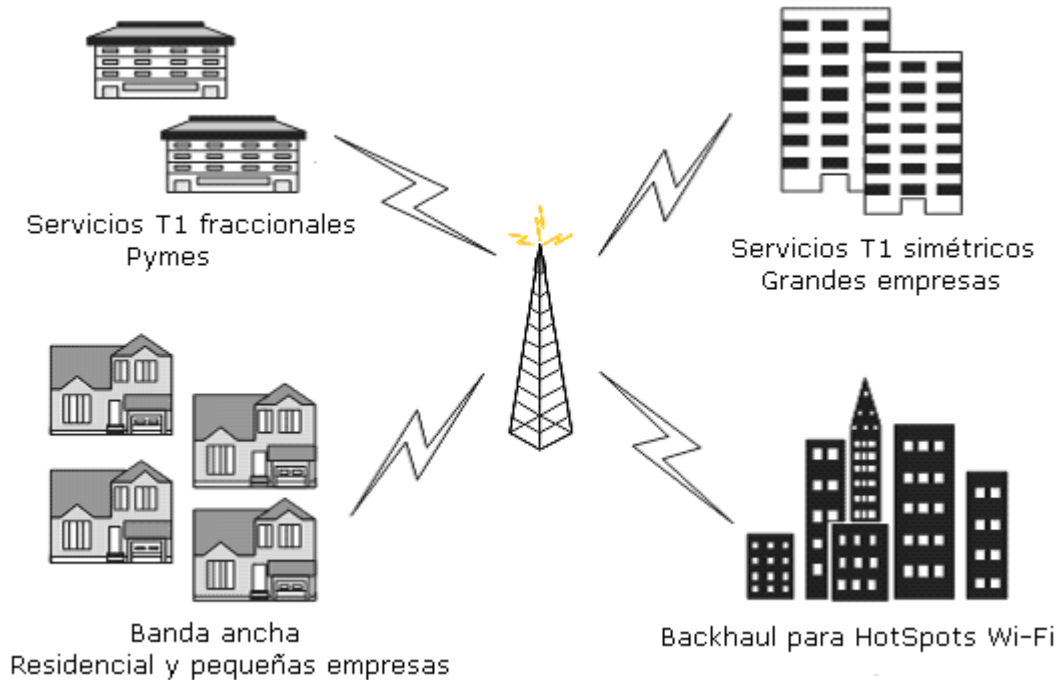 Servicios T1 fraccionales
Pymes
Servicios T1 simétricos
Grandes empresas
Banda ancha
Residencial y pequeñas empresas
Backhaul para HotSpots Wi-Fi